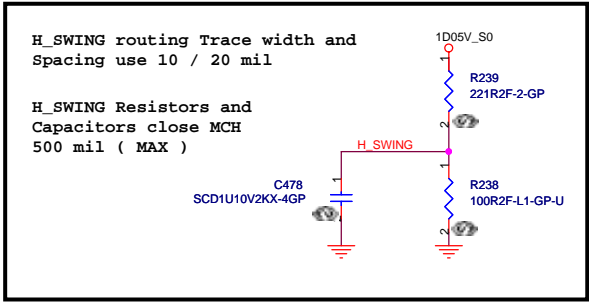 H_SWING routing Trace width and
Spacing use 10 / 20 mil
H_SWING Resistors and
Capacitors close MCH
500 mil ( MAX )
1D05V_S0
1
R239
221R2F-2-GP
2
H_SWING
1
C478
SCD1U10V2KX-4GP
1
R238
100R2F-L1-GP-U
2